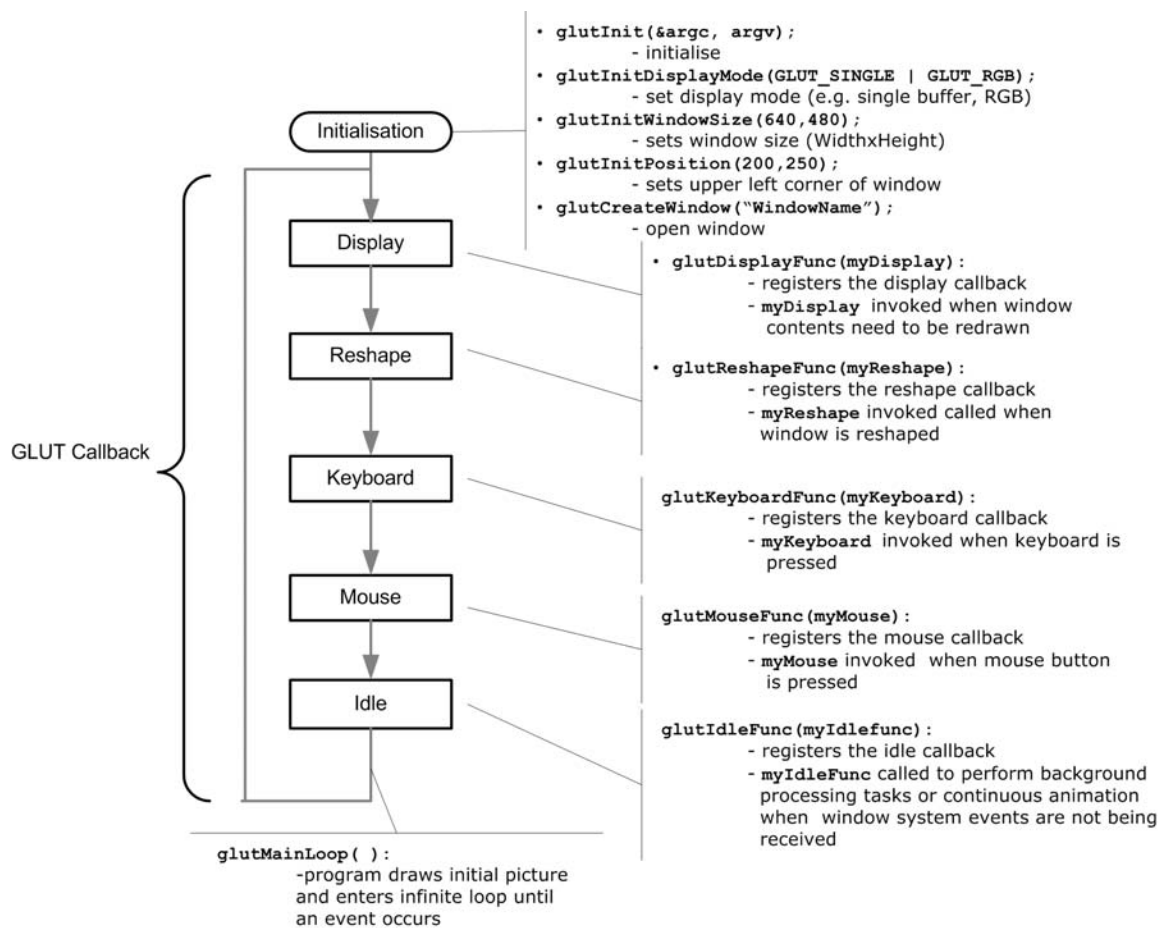 • glutInit(&argc, argv);
- initialise
• glutInitDisplayMode(GLUT_SINGLE | GLUT_RGB);
- set display mode (e.g. single buffer, RGB)
• glutInitWindowSize(640,480);
- sets window size (WidthxHeight)
• glutInitPosition(200,250);
- sets upper left corner of window
• glutCreateWindow(“WindowName”);
- open window
Initialisation
Display
• glutDisplayFunc(myDisplay):
- registers the display callback
- myDisplay invoked when window
contents need to be redrawn
Reshape
• glutReshapeFunc(myReshape):
- registers the reshape callback
- myReshape invoked called when
window is reshaped
GLUT Callback
Keyboard
glutKeyboardFunc(myKeyboard):
- registers the keyboard callback
- myKeyboard invoked when keyboard is
pressed
Mouse
glutMouseFunc(myMouse):
- registers the mouse callback
- myMouse invoked when mouse button
is pressed
Idle
glutIdleFunc(myIdlefunc):
- registers the idle callback
- myIdleFunc called to perform background
processing tasks or continuous animation
when window system events are not being
received
glutMainLoop( ):
-program draws initial picture
and enters infinite loop until
an event occurs